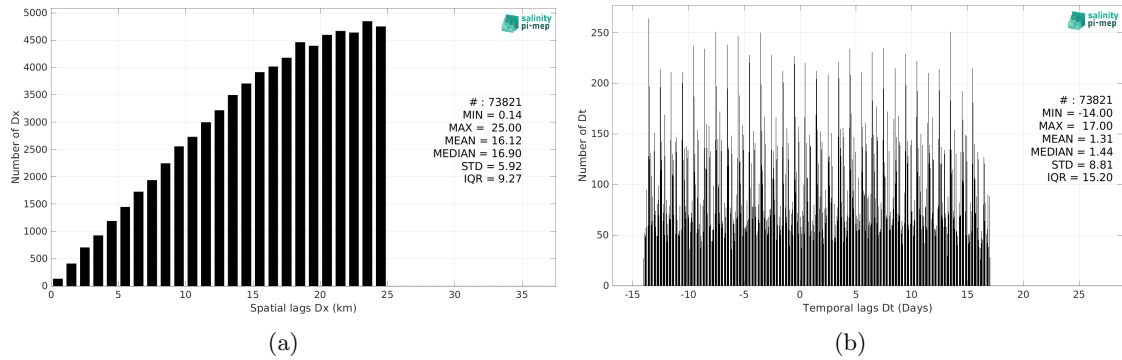 5000
4500
4000
3500
3000
2500
2000
1500
1000
500
0
Number of Dx
salinity
pi-mep
# : 73821
MIN = 0.14
MAX = 25.00
MEAN = 16.12
MEDIAN = 16.90
STD = 5.92
IQR = 9.27
0 5 10 15 20 25 30 35
Spatial lags Dx (km)
(a)
250
200
150
100
50
0
Number of Dt
salinity
pi-mep
# : 73821
MIN = -14.00
MAX = 17.00
MEAN = 1.31
MEDIAN = 1.44
STD = 8.81
IQR = 15.20
-15 -10 -5 0 5 10 15 20 25
Temporal lags Dt (Days)
(b)